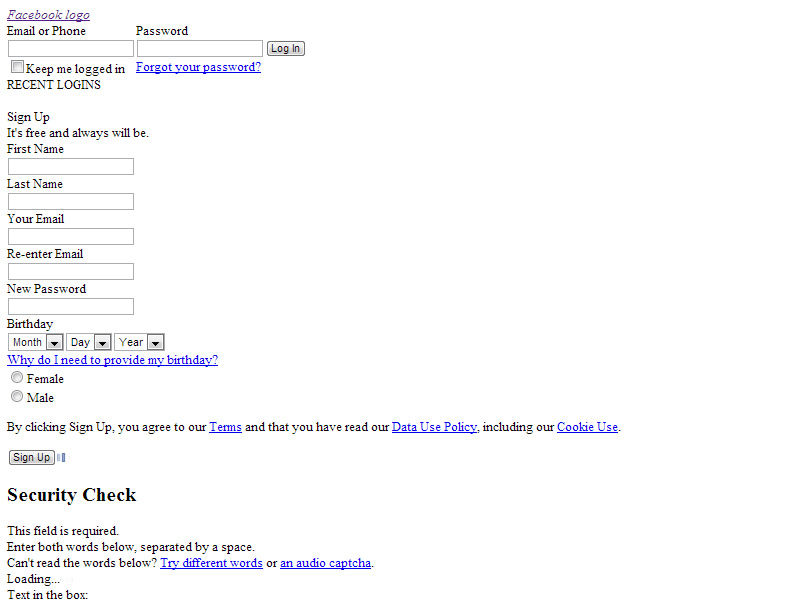 Facebook logo
Email or Phone Password
Log In
Keep me logged in Forgot your password?
RECENT LOGINS
Sign Up
It's free and always will be.
First Name
Last Name
Your Email
Re-enter Email
New Password
Birthday
Month Day Year
Why do I need to provide my birthday?
Female
Male
By clicking Sign Up, you agree to our Terms and that you have read our Data Use Policy, including our Cookie Use.
Sign Up
Security Check
This field is required.
Enter both words below, separated by a space.
Can't read the words below? Try different words or an audio captcha.
Loading...
Text in the box: